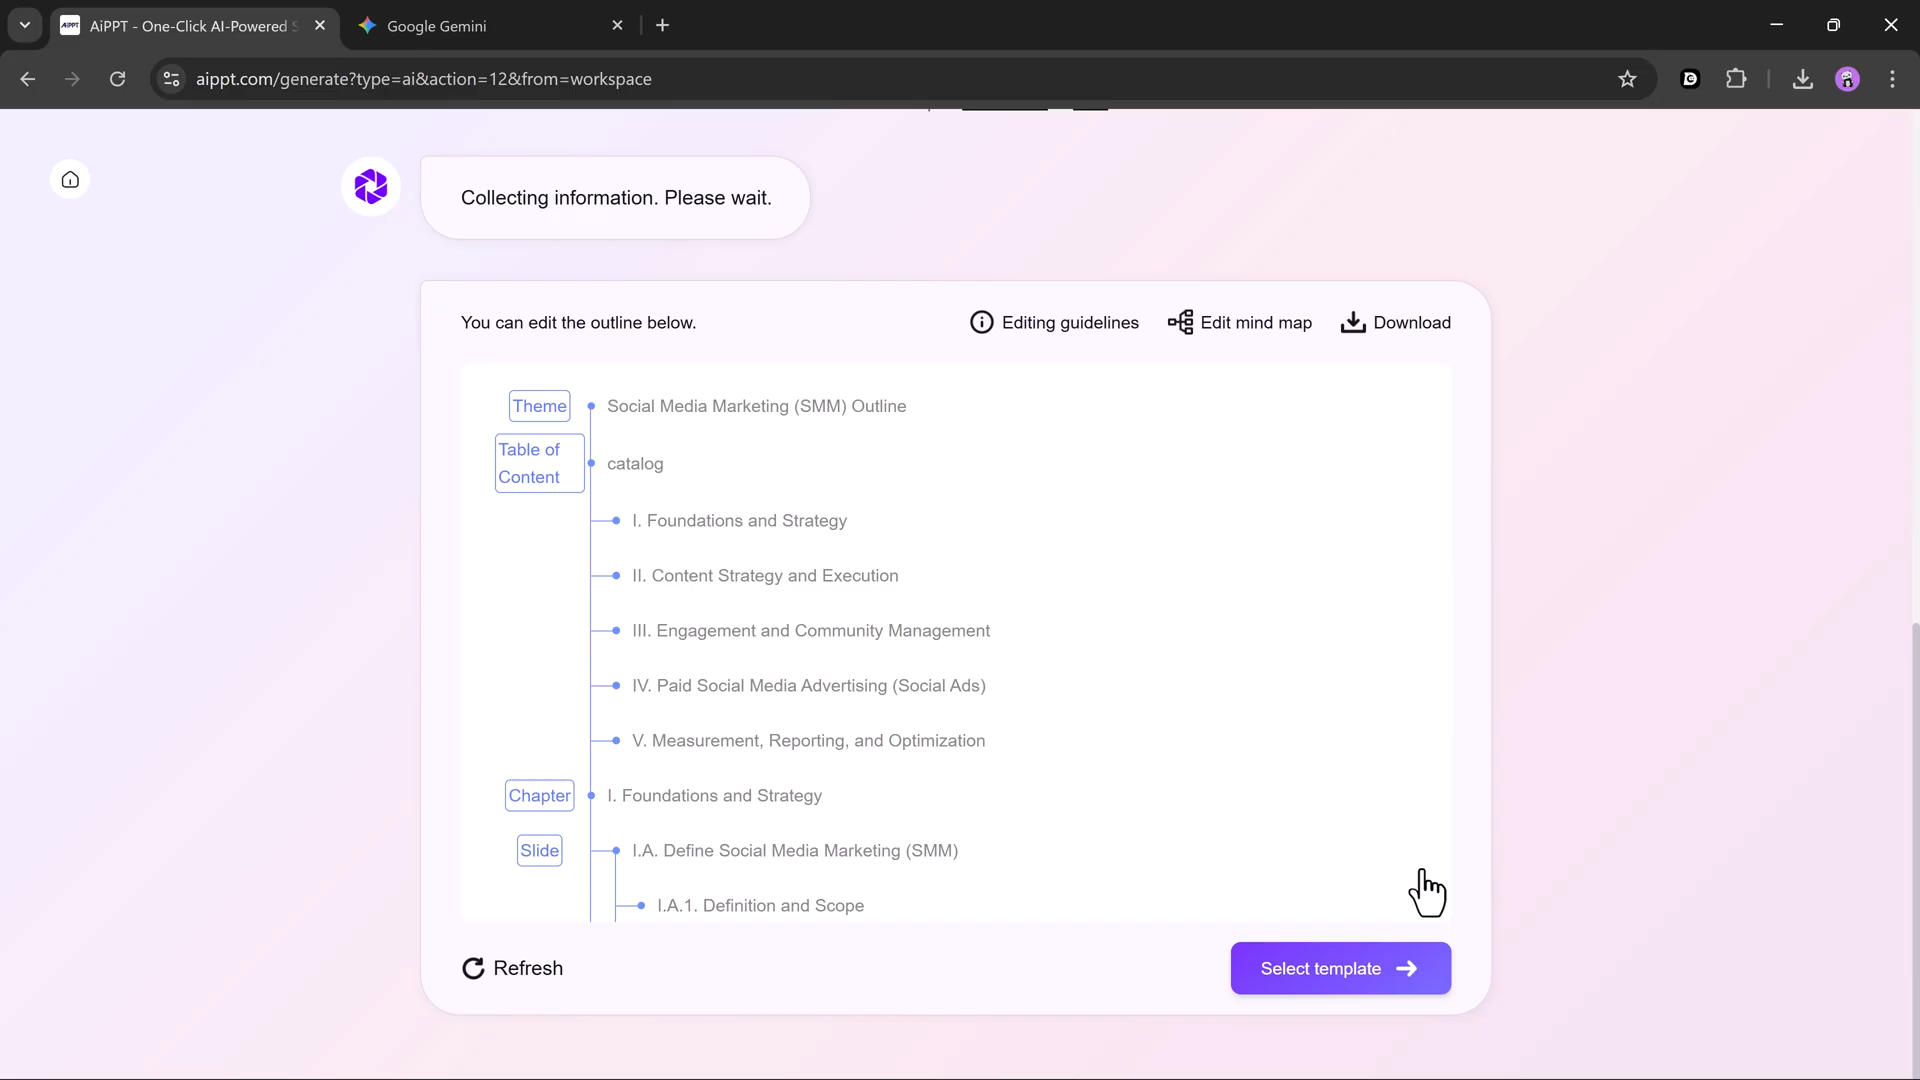 AiPPT
AiPPT - One-Click AI-Powered S
Google Gemini
aippt.com/generate?type=ai&action=12&from=workspace
Collecting information. Please wait.
You can edit the outline below.
Editing guidelines
Edit mind map
Download
Theme
Social Media Marketing (SMM) Outline
Table of
Content
catalog
I. Foundations and Strategy
II. Content Strategy and Execution
III. Engagement and Community Management
IV. Paid Social Media Advertising (Social Ads)
V. Measurement, Reporting, and Optimization
Chapter
I. Foundations and Strategy
Slide
I.A. Define Social Media Marketing (SMM)
I.A.1. Definition and Scope
Refresh
Select template